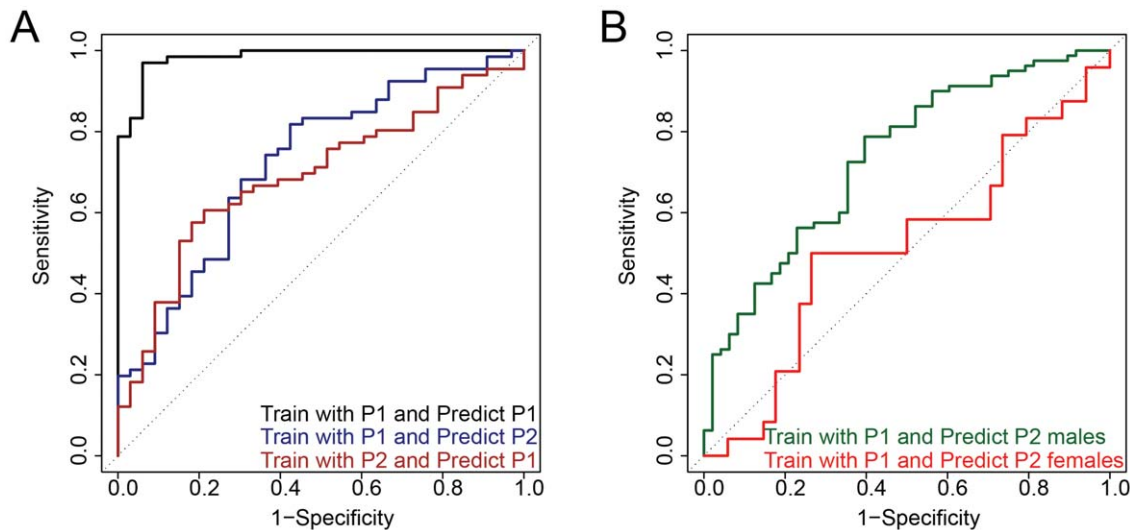 A
Sensitivity
0.0 0.2 0.4 0.6 0.8 1.0
Train with P1 and Predict P1
Train with P1 and Predict P2
Train with P2 and Predict P1
0.0 0.2 0.4 0.6 0.8 1.0
1−Specificity
B
Sensitivity
0.0 0.2 0.4 0.6 0.8 1.0
Train with P1 and Predict P2 males
Train with P1 and Predict P2 females
0.0 0.2 0.4 0.6 0.8 1.0
1−Specificity